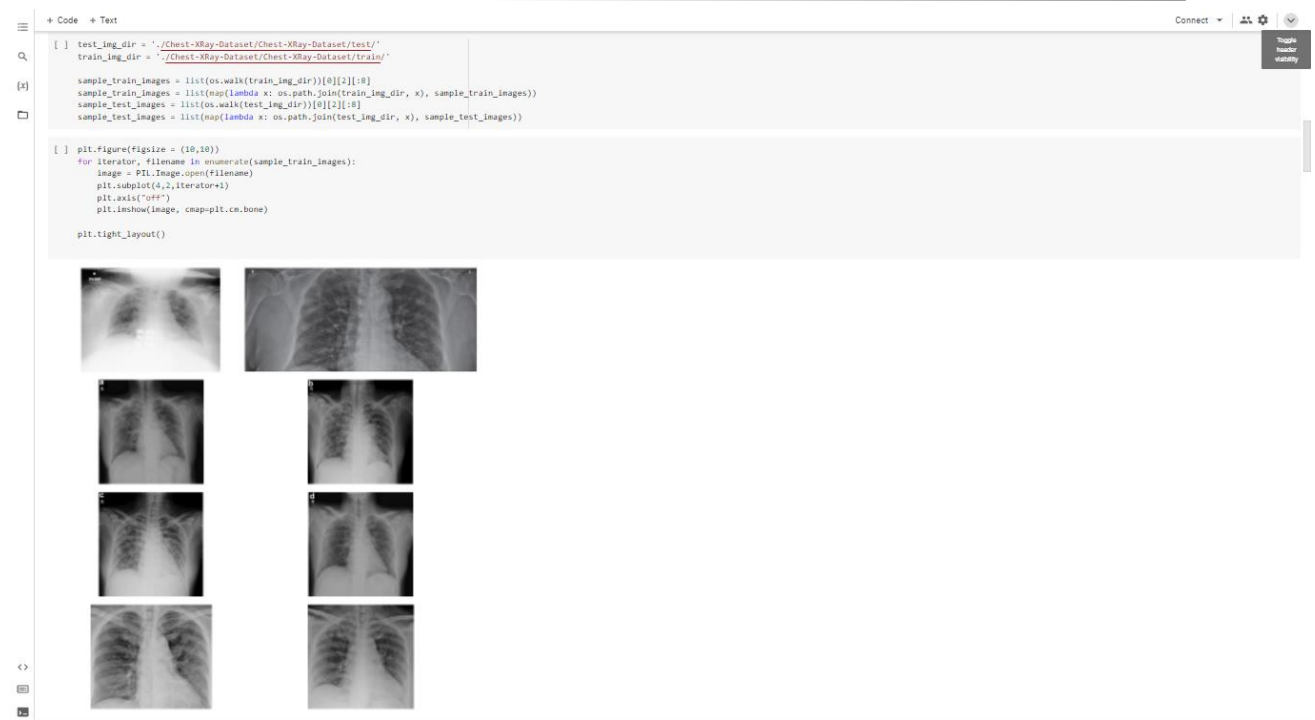 + Code + Text
Connect
Toggle
header
visibility
[ ] test_img_dir = './Chest-XRay-Dataset/Chest-XRay-Dataset/test/'
train_img_dir = './Chest-XRay-Dataset/Chest-XRay-Dataset/train/'
sample_train_images = list(os.walk(train_img_dir))[0][2][:8]
sample_train_images = list(map(lambda x: os.path.join(train_img_dir, x), sample_train_images))
sample_test_images = list(os.walk(test_img_dir))[0][2][:8]
sample_test_images = list(map(lambda x: os.path.join(test_img_dir, x), sample_test_images))
[ ] plt.figure(figsize = (10,10))
for iterator, filename in enumerate(sample_train_images):
image = PIL.Image.open(filename)
plt.subplot(4,2,iterator+1)
plt.axis("off")
plt.imshow(image, cmap=plt.cm.bone)
plt.tight_layout()
a
b
c
d